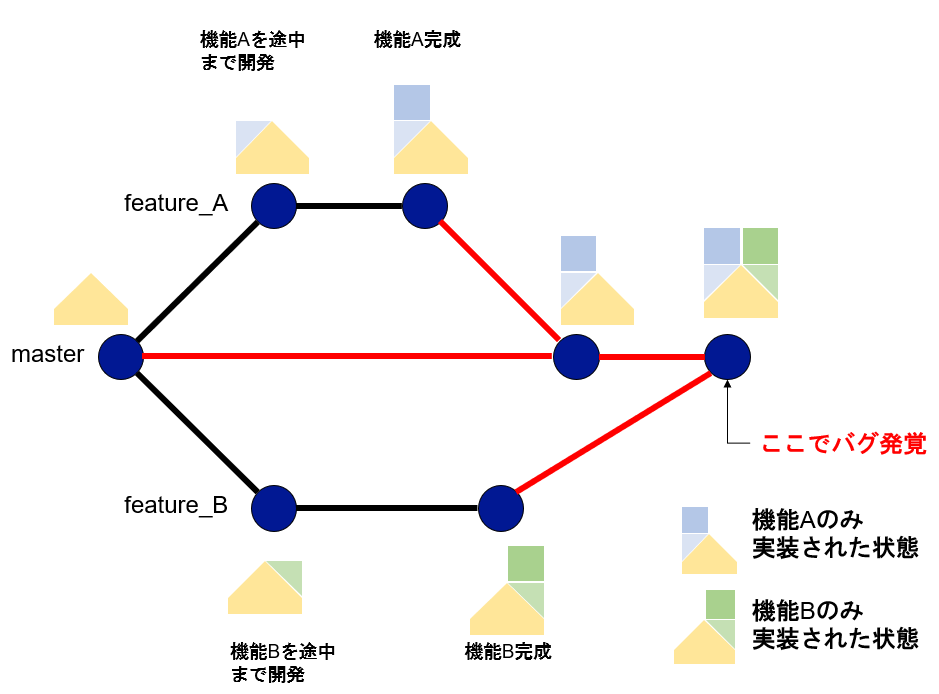 機能Aを途中
まで開発
機能A完成
feature_A
master
ここでバグ発覚
feature_B
機能Aのみ
実装された状態
機能Bのみ
実装された状態
機能Bを途中
まで開発
機能B完成